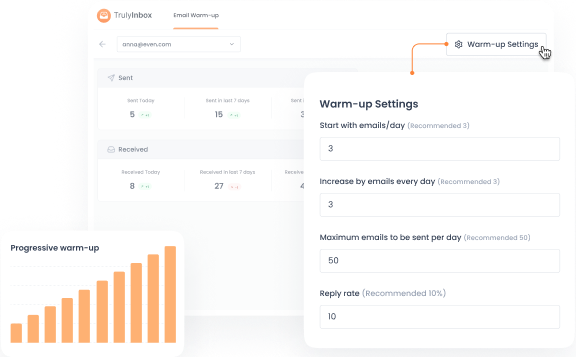 TrulyInbox
Email Warm-up
anna@even.com
Warm-up Settings
Sent
Sent Today
Sent in last 7 days
Sent
5
15
3
Received
Received Today
Received in last 7 days
Receive
8
27
4
Warm-up Settings
Start with emails/day (Recommended 3)
3
Increase by emails every day (Recommended 3)
3
Maximum emails to be sent per day (Recommended 50)
50
Reply rate (Recommended 10%)
10
Progressive warm-up